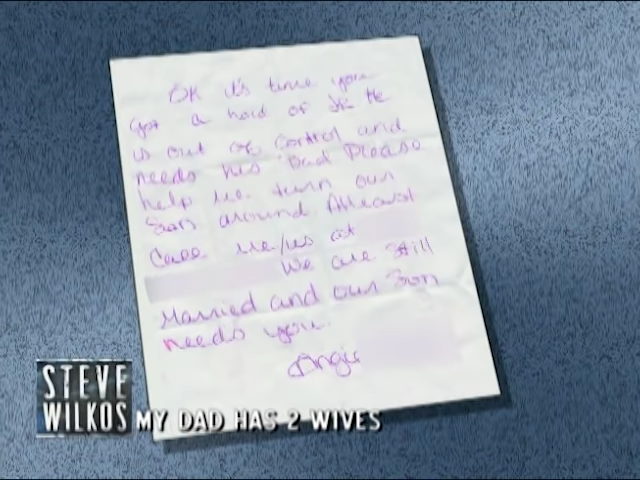 BK it's time you
got a hold of JR He
is out of control and
needs his Dad Please
help me turn our
Son around. Atleast
Call me/us at
We are still
Married and our Son
needs you.
Angie
STEVE
WILKOS
MY DAD HAS 2 WIVES